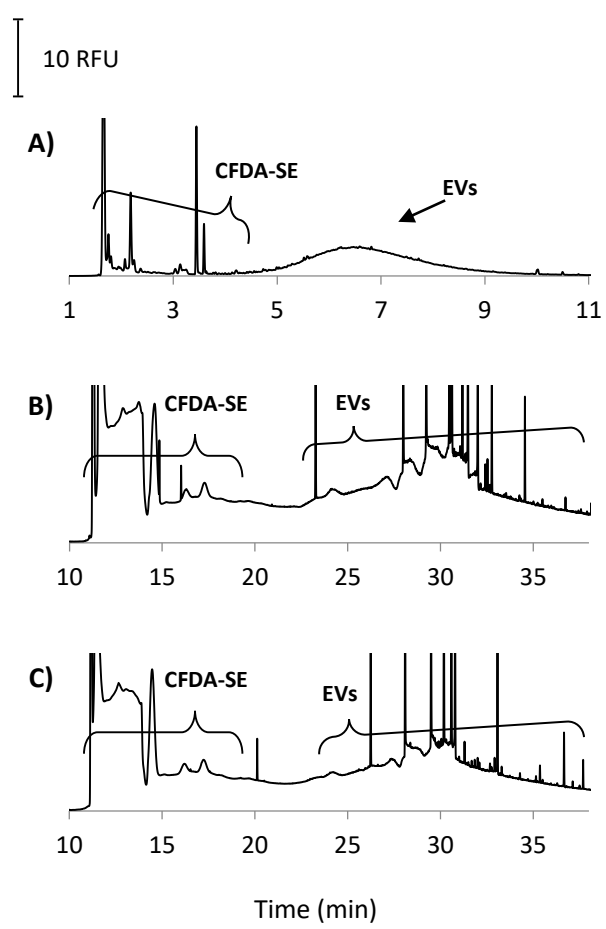 10 RFU
A)
CFDA-SE
EVs
1 3 5 7 9 11
B)
CFDA-SE
EVs
10 15 20 25 30 35
C)
CFDA-SE
EVs
10 15 20 25 30 35
Time (min)